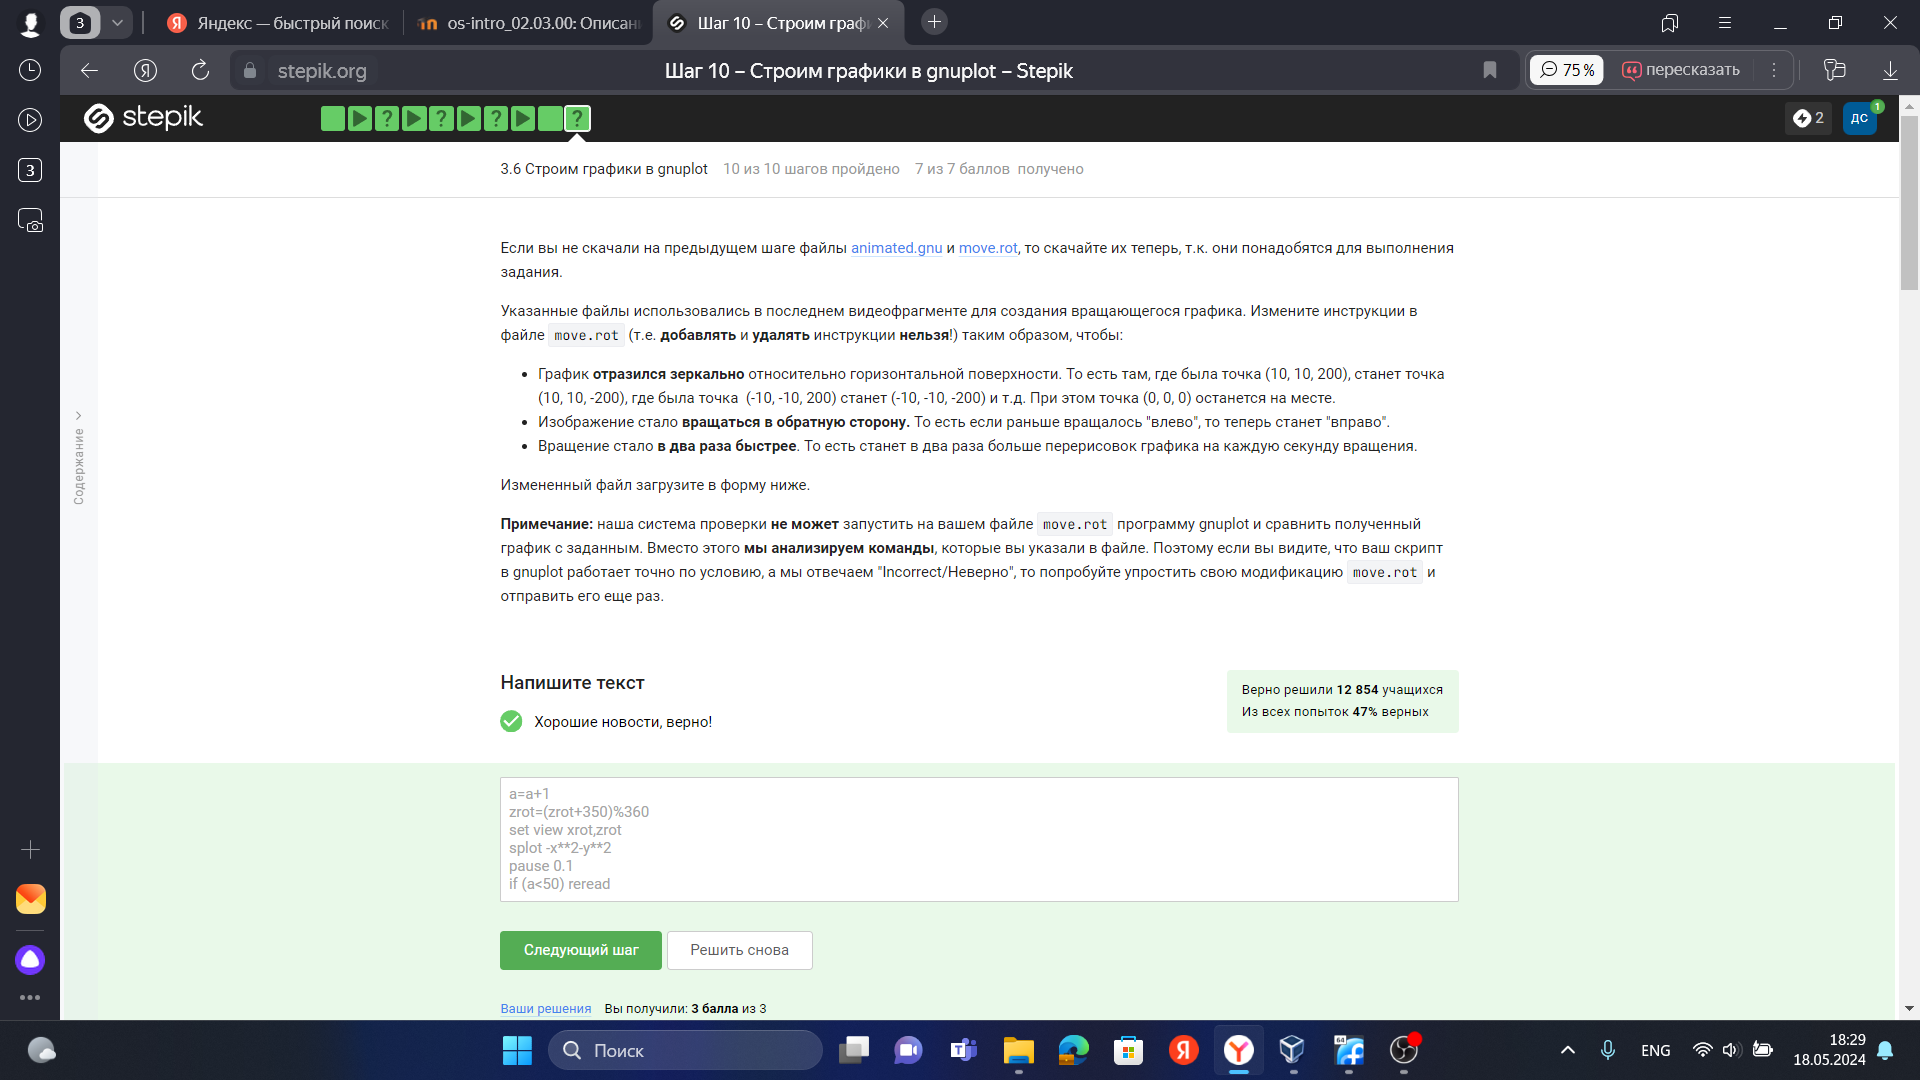 3
Яндекс — быстрый поиск
os-intro_02.03.00: Описан
Шаг 10 – Строим граф
stepik.org
Шаг 10 – Строим графики в gnuplot – Stepik
75 %
пересказать
stepik
2
ДС
1
3
3.6 Строим графики в gnuplot 10 из 10 шагов пройдено 7 из 7 баллов получено
Если вы не скачали на предыдущем шаге файлы animated.gnu и move.rot, то скачайте их теперь, т.к. они понадобятся для выполнения
задания.
Указанные файлы использовались в последнем видеофрагменте для создания вращающегося графика. Измените инструкции в
файле move.rot (т.е. добавлять и удалять инструкции нельзя!) таким образом, чтобы:
График отразился зеркально относительно горизонтальной поверхности. То есть там, где была точка (10, 10, 200), станет точка
(10, 10, -200), где была точка (-10, -10, 200) станет (-10, -10, -200) и т.д. При этом точка (0, 0, 0) останется на месте.
Изображение стало вращаться в обратную сторону. То есть если раньше вращалось "влево", то теперь станет "вправо".
Вращение стало в два раза быстрее. То есть станет в два раза больше перерисовок графика на каждую секунду вращения.
Содержание
Измененный файл загрузите в форму ниже.
Примечание: наша система проверки не может запустить на вашем файле move.rot программу gnuplot и сравнить полученный
график с заданным. Вместо этого мы анализируем команды, которые вы указали в файле. Поэтому если вы видите, что ваш скрипт
в gnuplot работает точно по условию, а мы отвечаем "Incorrect/Неверно", то попробуйте упростить свою модификацию move.rot и
отправить его еще раз.
Напишите текст
Хорошие новости, верно!
Верно решили 12 854 учащихся
Из всех попыток 47% верных
a=a+1
zrot=(zrot+350)%360
set view xrot,zrot
splot -x**2-y**2
pause 0.1
if (a<50) reread
Следующий шаг
Решить снова
Ваши решения Вы получили: 3 балла из 3
Поиск
64
ENG
18:29
18.05.2024